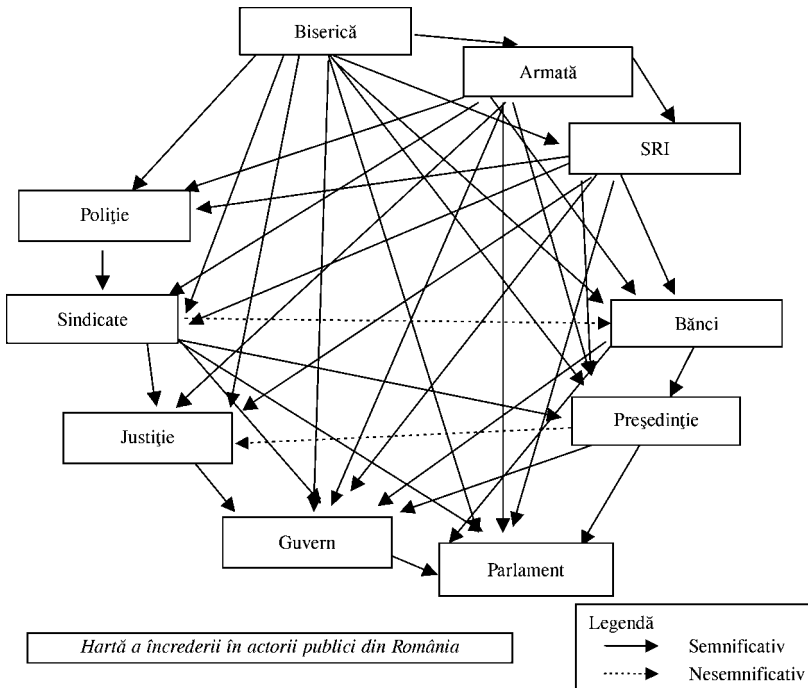 Biserică
Armată
SRI
Poliţie
Sindicate
Bănci
Justiţie
Preşedinţie
Guvern
Parlament
Hartă a încrederii în actorii publici din România
Legendă
Semnificativ
Nesemnificativ